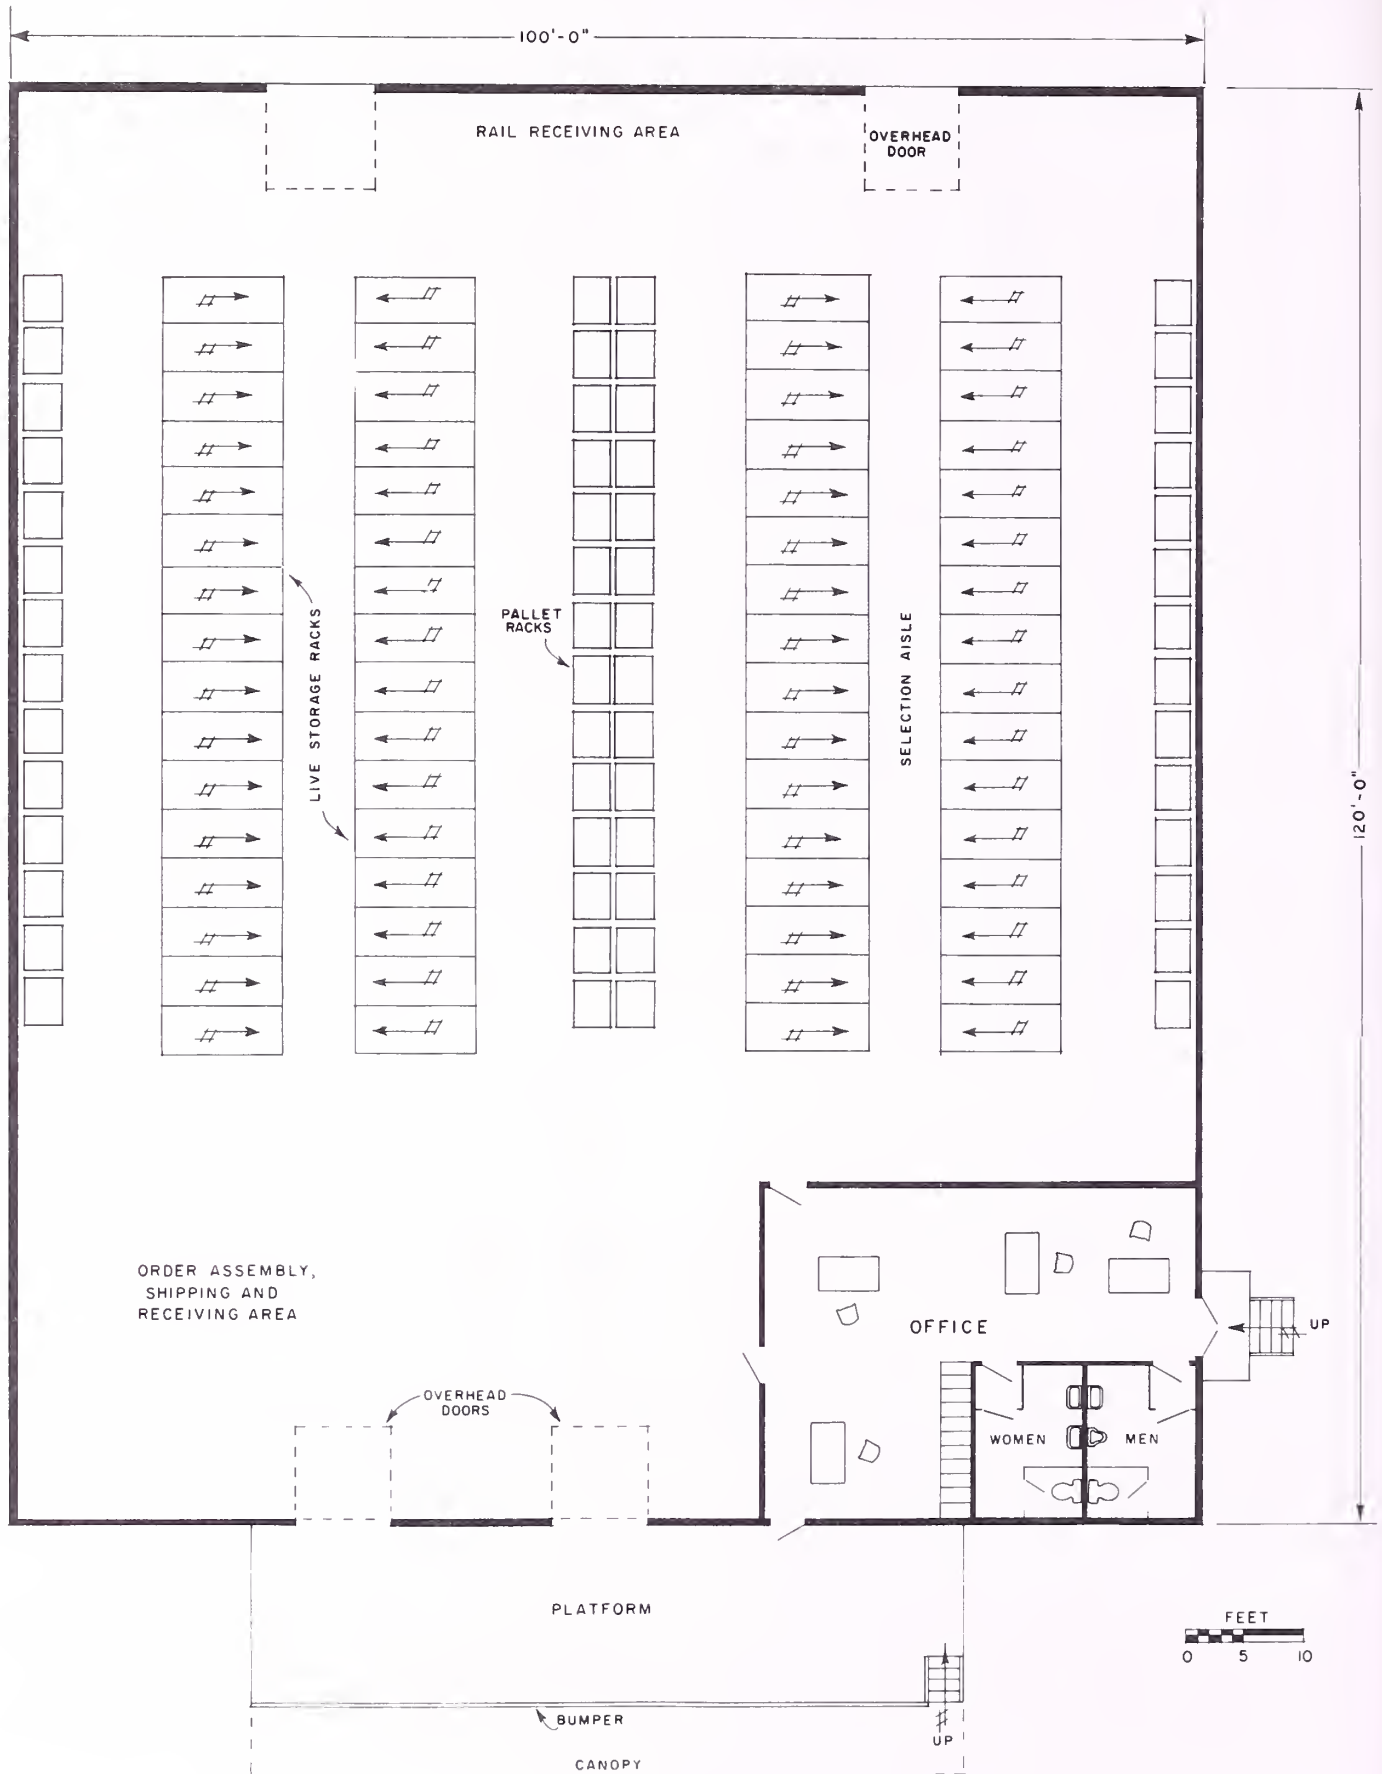 100'-0"
RAIL RECEIVING AREA
OVERHEAD
DOOR
PALLET
RACKS
LIVE STORAGE RACKS
SELECTION AISLE
120'-0"
ORDER ASSEMBLY,
SHIPPING AND
RECEIVING AREA
OFFICE
UP
OVERHEAD
DOORS
WOMEN
MEN
PLATFORM
FEET
0 5 10
BUMPER
UP
CANOPY